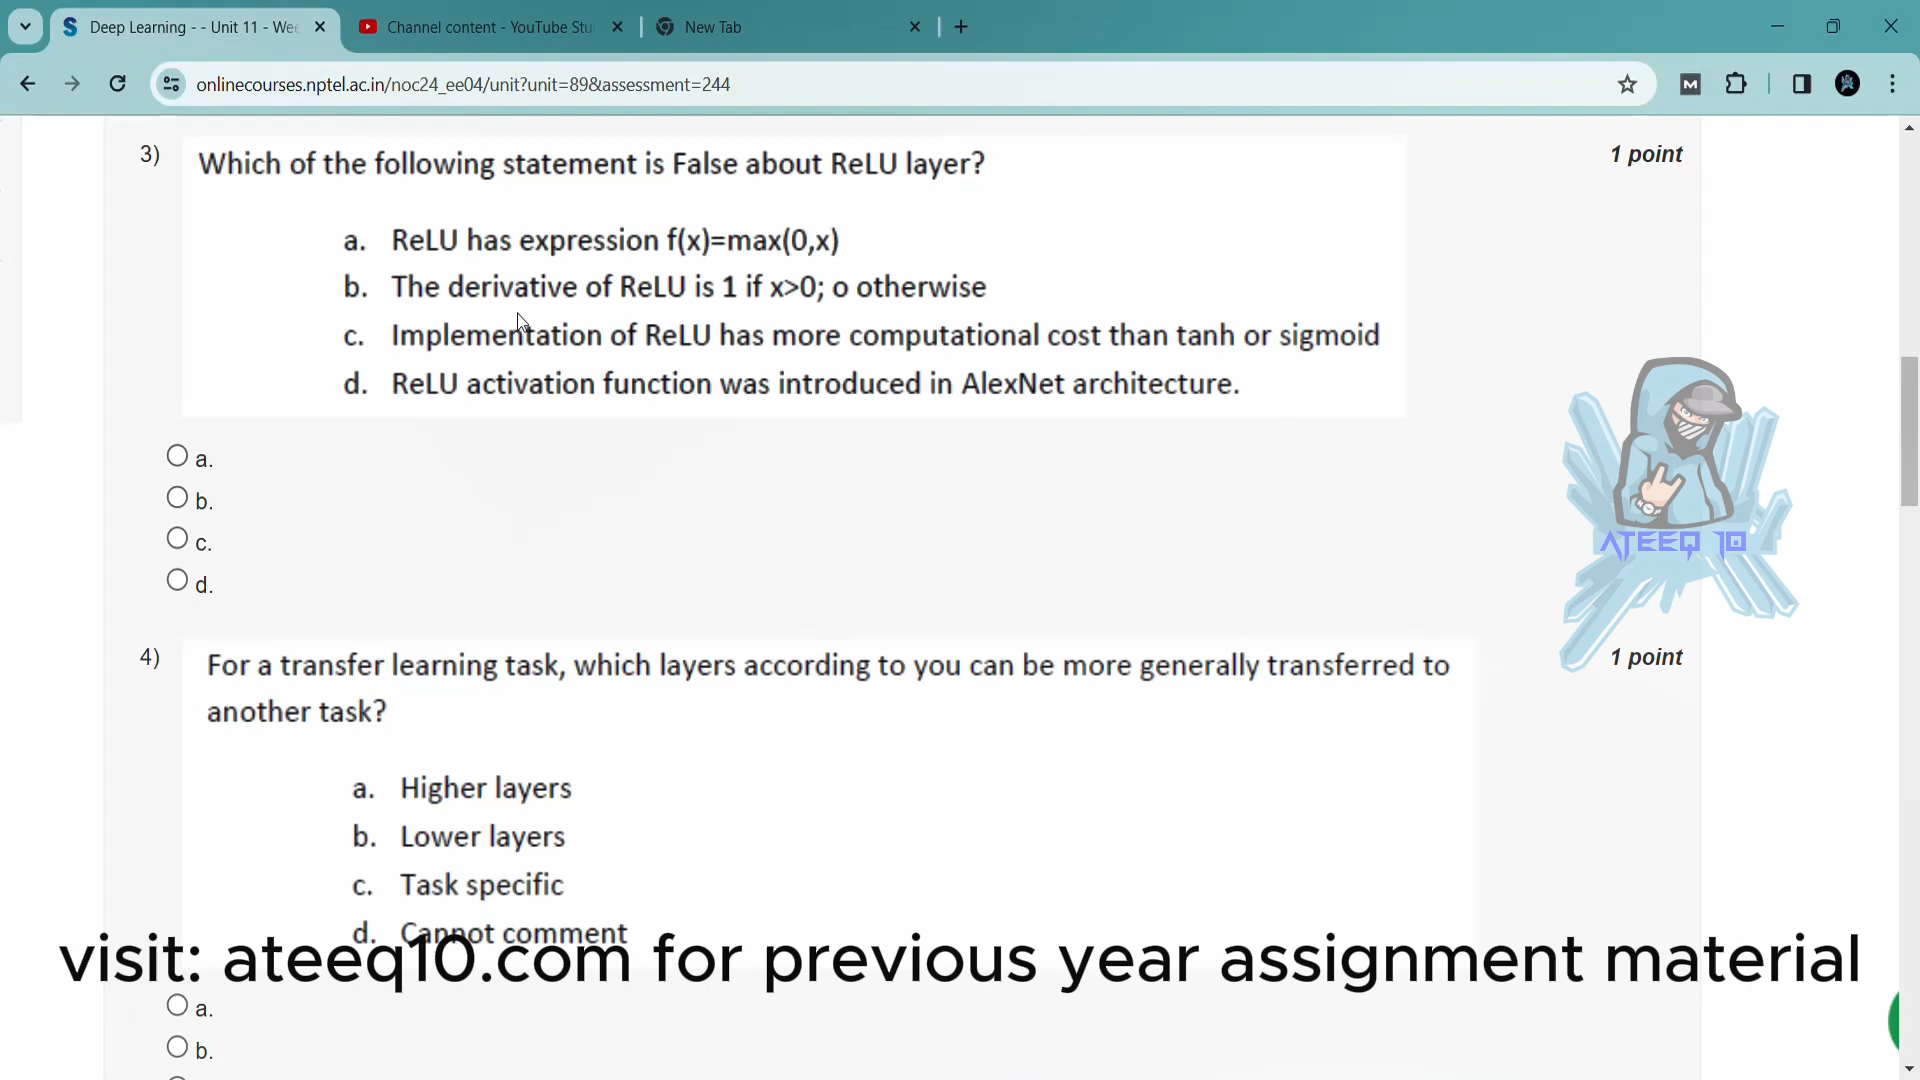 Deep Learning - - Unit 11 - Wee
Channel content - YouTube Stu
New Tab
onlinecourses.nptel.ac.in/noc24_ee04/unit?unit=89&assessment=244
3)
Which of the following statement is False about ReLU layer?
1 point
a. ReLU has expression f(x)=max(0,x)
b. The derivative of ReLU is 1 if x>0; o otherwise
c. Implementation of ReLU has more computational cost than tanh or sigmoid
d. ReLU activation function was introduced in AlexNet architecture.
a.
b.
c.
d.
ATEEQ 10
4)
For a transfer learning task, which layers according to you can be more generally transferred to
another task?
1 point
a. Higher layers
b. Lower layers
c. Task specific
d. Cannot comment
visit: ateeq10.com for previous year assignment material
a.
b.